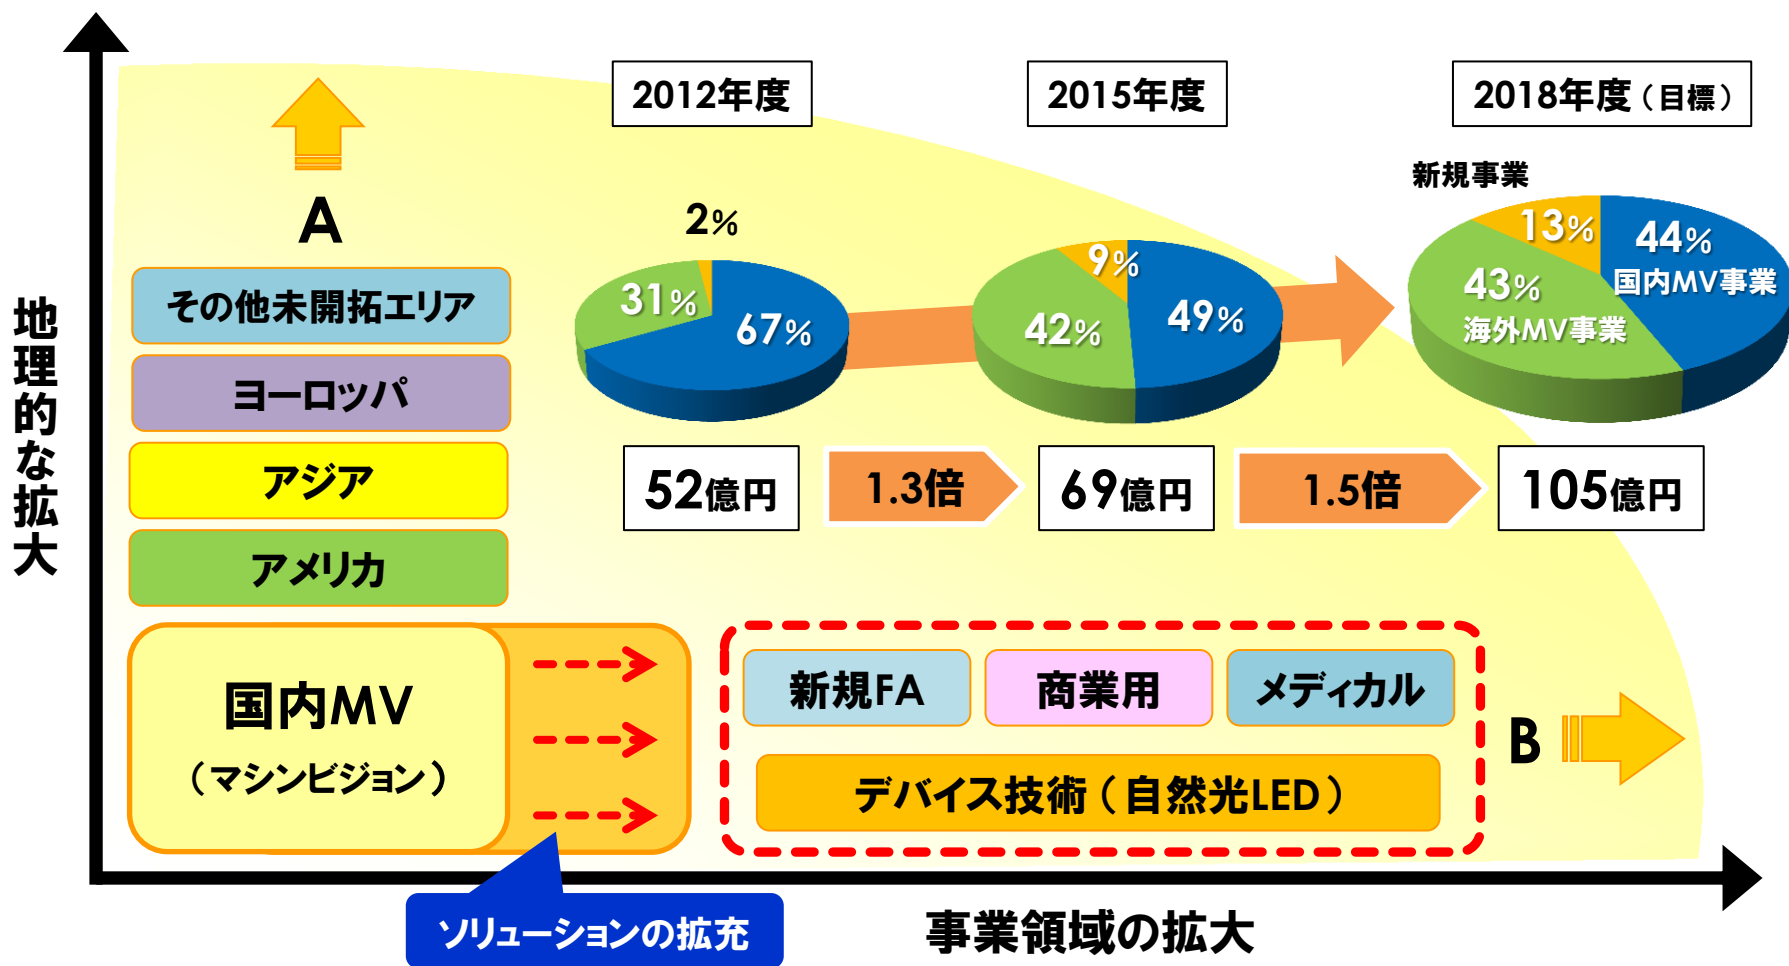 2012年度
2015年度
2018年度（目標）
新規事業
A
2%
31%
67%
9%
42%
49%
13%
44%
国内MV事業
43%
海外MV事業
その他未開拓エリア
ヨーロッパ
アジア
アメリカ
地理的な拡大
52億円
1.3倍
69億円
1.5倍
105億円
国内MV
（マシンビジョン）
新規FA
商業用
メディカル
デバイス技術（自然光LED）
B
ソリューションの拡充
事業領域の拡大